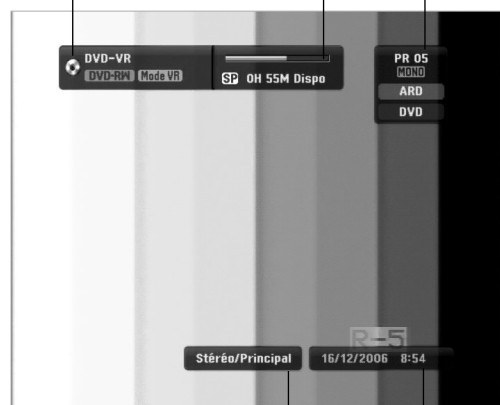 DVD-VR
DVD-RW Mode VR
SP 0H 55M Dispo
PR 05
MONO
ARD
DVD
R-5
Stéréo/Principal
16/12/2006 8:54